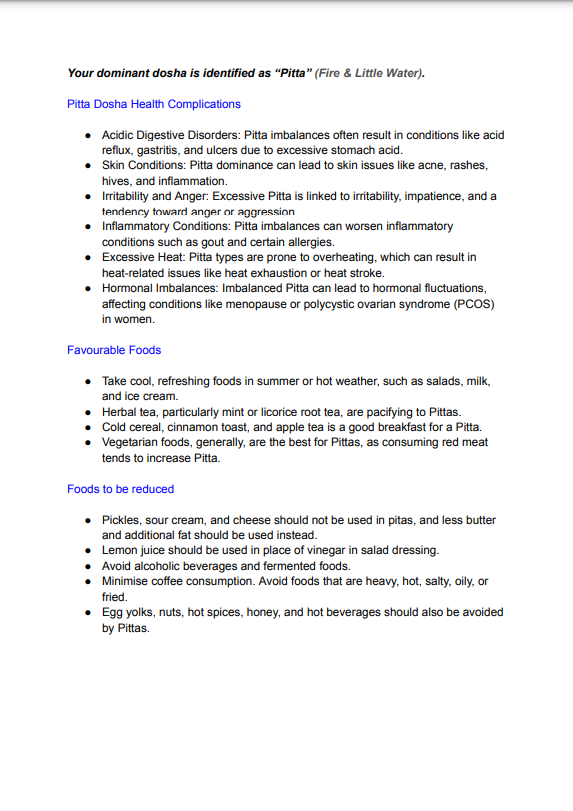 Your dominant dosha is identified as “Pitta” (Fire & Little Water).
Pitta Dosha Health Complications
● Acidic Digestive Disorders: Pitta imbalances often result in conditions like acid
reflux, gastritis, and ulcers due to excessive stomach acid.
● Skin Conditions: Pitta dominance can lead to skin issues like acne, rashes,
hives, and inflammation.
● Irritability and Anger: Excessive Pitta is linked to irritability, impatience, and a
tendency toward anger or aggression
● Inflammatory Conditions: Pitta imbalances can worsen inflammatory
conditions such as gout and certain allergies.
● Excessive Heat: Pitta types are prone to overheating, which can result in
heat-related issues like heat exhaustion or heat stroke.
● Hormonal Imbalances: Imbalanced Pitta can lead to hormonal fluctuations,
affecting conditions like menopause or polycystic ovarian syndrome (PCOS)
in women.
Favourable Foods
● Take cool, refreshing foods in summer or hot weather, such as salads, milk,
and ice cream.
● Herbal tea, particularly mint or licorice root tea, are pacifying to Pittas.
● Cold cereal, cinnamon toast, and apple tea is a good breakfast for a Pitta.
● Vegetarian foods, generally, are the best for Pittas, as consuming red meat
tends to increase Pitta.
Foods to be reduced
● Pickles, sour cream, and cheese should not be used in pitas, and less butter
and additional fat should be used instead.
● Lemon juice should be used in place of vinegar in salad dressing.
● Avoid alcoholic beverages and fermented foods.
● Minimise coffee consumption. Avoid foods that are heavy, hot, salty, oily, or
fried.
● Egg yolks, nuts, hot spices, honey, and hot beverages should also be avoided
by Pittas.